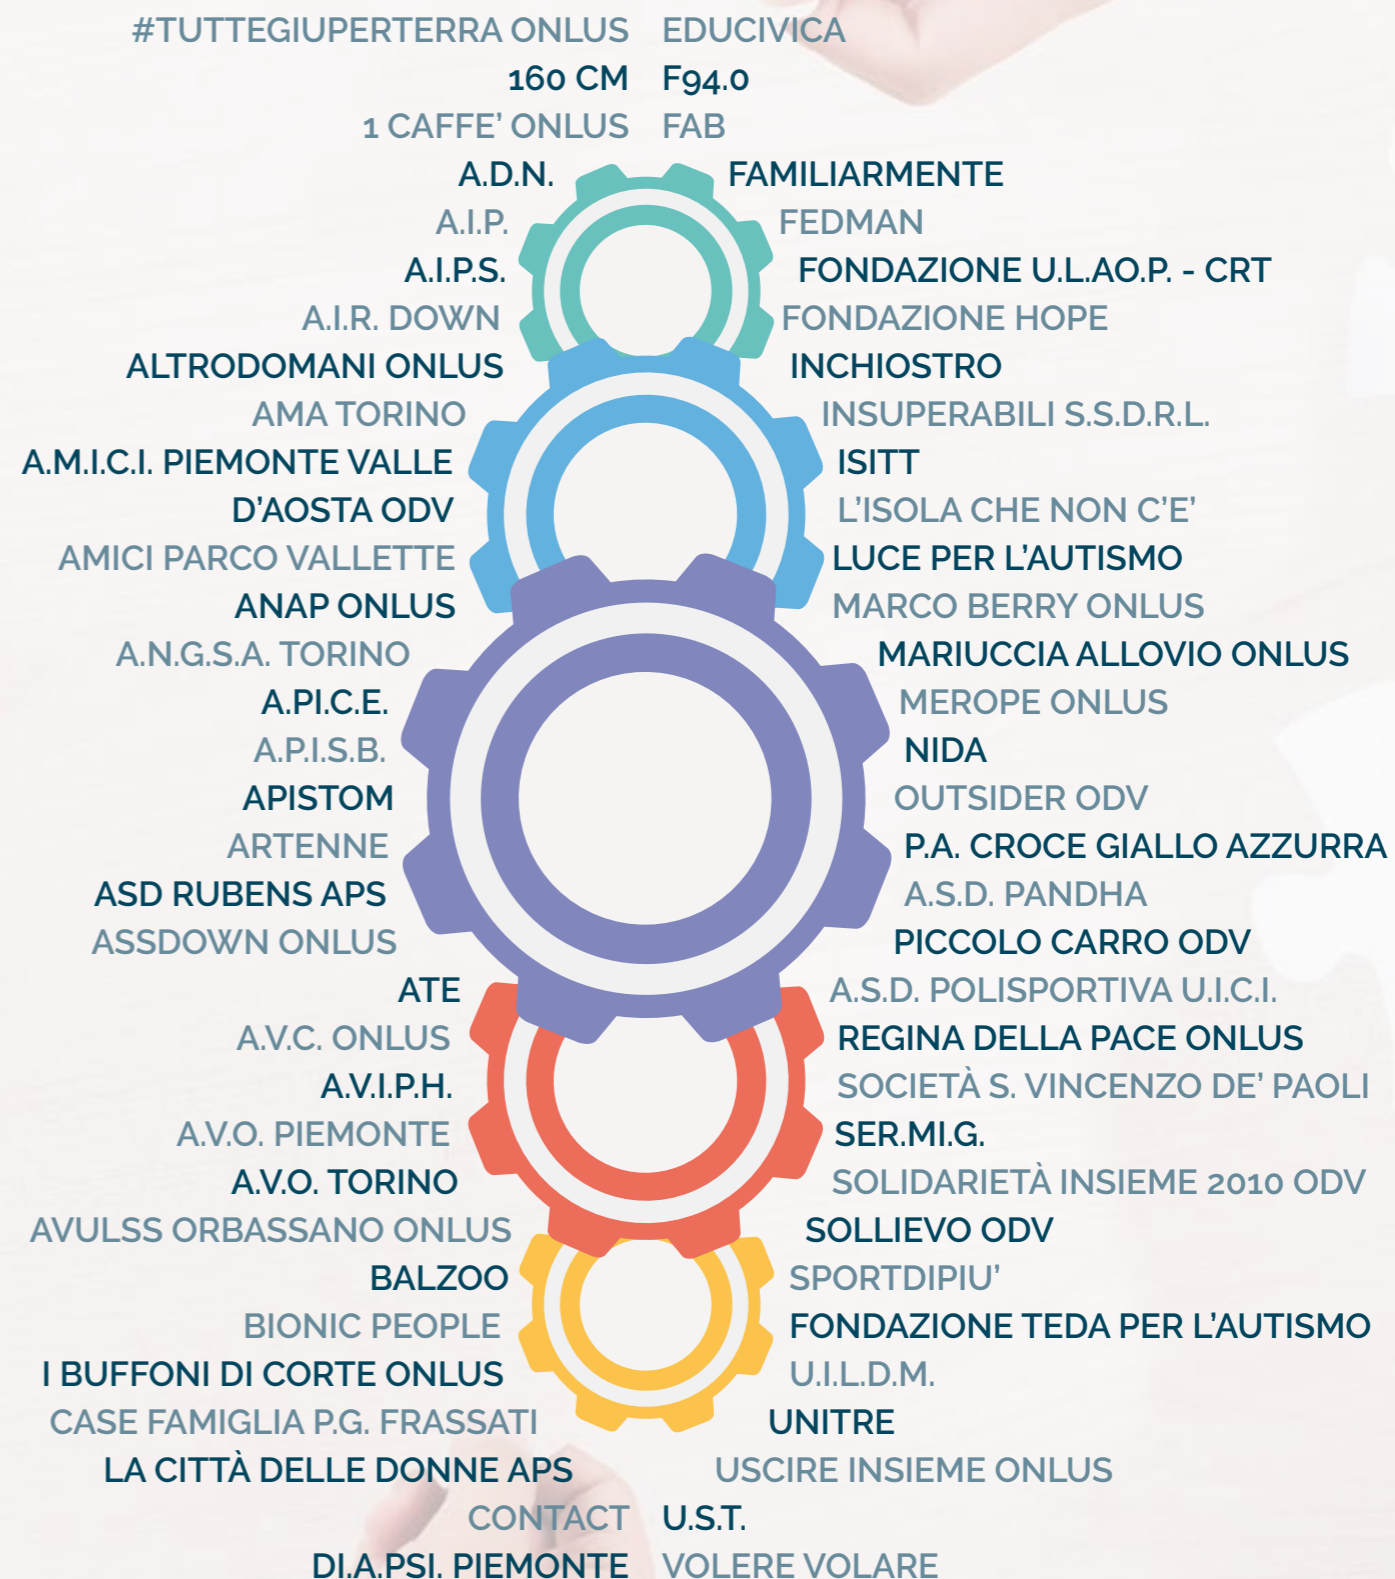 #TUTTEGIUPERTERRA ONLUS
160 CM
1 CAFFE' ONLUS
A.D.N.
A.I.P.
A.I.P.S.
A.I.R. DOWN
ALTRODOMANI ONLUS
AMA TORINO
A.M.I.C.I. PIEMONTE VALLE
D'AOSTA ODV
AMICI PARCO VALLETTE
ANAP ONLUS
A.N.G.S.A. TORINO
A.PI.C.E.
A.P.I.S.B.
APISTOM
ARTENNE
ASD RUBENS APS
ASSDOWN ONLUS
ATE
A.V.C. ONLUS
A.V.I.P.H.
A.V.O. PIEMONTE
A.V.O. TORINO
AVULSS ORBASSANO ONLUS
BALZOO
BIONIC PEOPLE
I BUFFONI DI CORTE ONLUS
CASE FAMIGLIA P.G. FRASSATI
LA CITTÀ DELLE DONNE APS
CONTACT
DI.A.PSI. PIEMONTE
EDUCIVICA
F94.0
FAB
FAMILIARMENTE
FEDMAN
FONDAZIONE U.L.AO.P. - CRT
FONDAZIONE HOPE
INCHIOSTRO
INSUPERABILI S.S.D.R.L.
ISITT
L'ISOLA CHE NON C'E'
LUCE PER L'AUTISMO
MARCO BERRY ONLUS
MARIUCCIA ALLOVIO ONLUS
MEROPE ONLUS
NIDA
OUTSIDER ODV
P.A. CROCE GIALLO AZZURRA
A.S.D. PANDHA
PICCOLO CARRO ODV
A.S.D. POLISPORTIVA U.I.C.I.
REGINA DELLA PACE ONLUS
SOCIETÀ S. VINCENZO DE' PAOLI
SER.MI.G.
SOLIDARIETÀ INSIEME 2010 ODV
SOLLIEVO ODV
SPORTDIPIU'
FONDAZIONE TEDA PER L'AUTISMO
U.I.L.D.M.
UNITRE
USCIRE INSIEME ONLUS
U.S.T.
VOLERE VOLARE